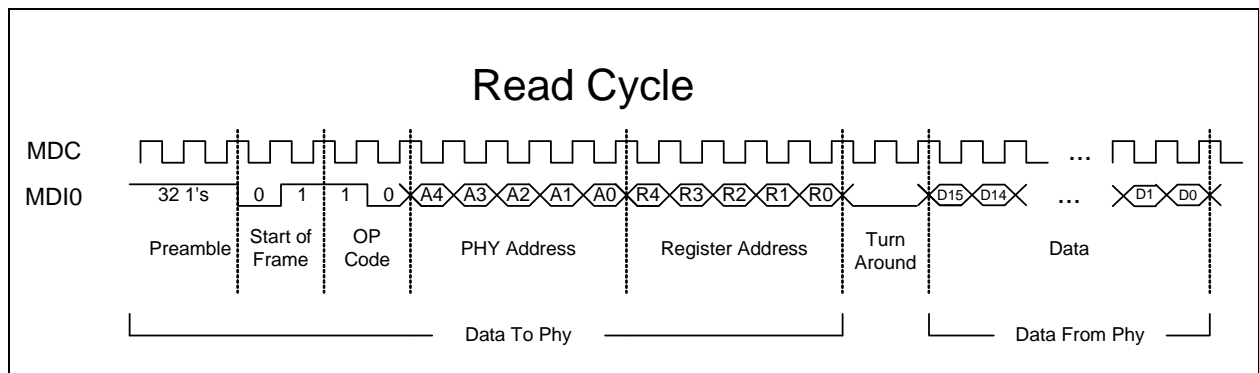 Read Cycle
MDC
...
MDI0
32 1's
0
1
1
0
A4
A3
A2
A1
A0
R4
R3
R2
R1
R0
D15
D14
...
D1
D0
Preamble
Start of
Frame
OP
Code
PHY Address
Register Address
Turn
Around
Data
Data To Phy
Data From Phy